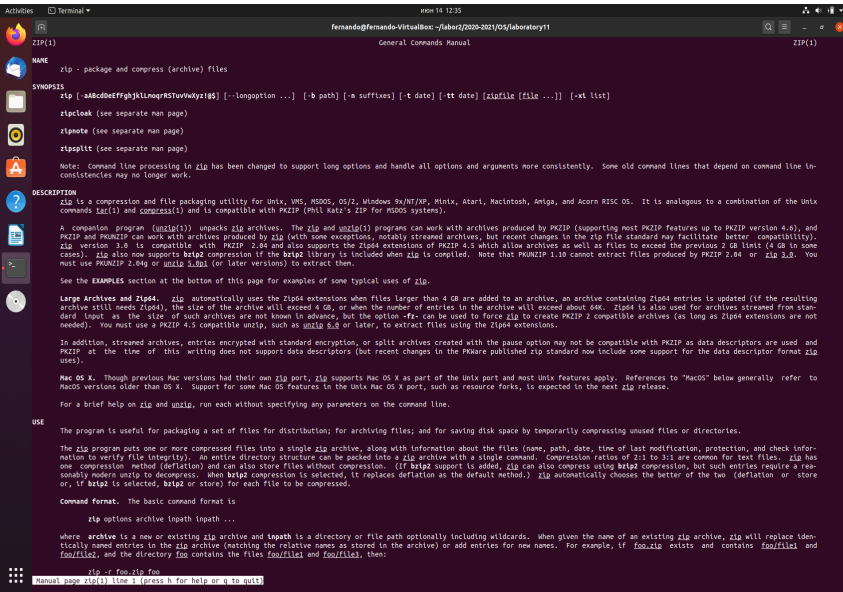 Activities Terminal июн 14 12:35
fernando@fernando-VirtualBox: ~/labor2/2020-2021/OS/laboratory11
ZIP(1) General Commands Manual ZIP(1)
NAME
zip - package and compress (archive) files
SYNOPSIS
zip [-aABcdDeEfFghjklLmoqrRSTuvVwXyz!@$] [--longoption ...] [-b path] [-n suffixes] [-t date] [-tt date] [zipfile [file ...]] [-xi list]
zipcloak (see separate man page)
zipnote (see separate man page)
zipsplit (see separate man page)
Note: Command line processing in zip has been changed to support long options and handle all options and arguments more consistently. Some old command lines that depend on command line in-
consistencies may no longer work.
DESCRIPTION
zip is a compression and file packaging utility for Unix, VMS, MSDOS, OS/2, Windows 9x/NT/XP, Minix, Atari, Macintosh, Amiga, and Acorn RISC OS. It is analogous to a combination of the Unix
commands tar(1) and compress(1) and is compatible with PKZIP (Phil Katz's ZIP for MSDOS systems).
A companion program (unzip(1)) unpacks zip archives. The zip and unzip(1) programs can work with archives produced by PKZIP (supporting most PKZIP features up to PKZIP version 4.6), and
PKZIP and PKUNZIP can work with archives produced by zip (with some exceptions, notably streamed archives, but recent changes in the zip file standard may facilitate better compatibility).
zip version 3.0 is compatible with PKZIP 2.04 and also supports the Zip64 extensions of PKZIP 4.5 which allow archives as well as files to exceed the previous 2 GB limit (4 GB in some
cases). zip also now supports bzip2 compression if the bzip2 library is included when zip is compiled. Note that PKUNZIP 1.10 cannot extract files produced by PKZIP 2.04 or zip 3.0. You
must use PKUNZIP 2.04g or unzip 5.0p1 (or later versions) to extract them.
See the EXAMPLES section at the bottom of this page for examples of some typical uses of zip.
Large Archives and Zip64. zip automatically uses the Zip64 extensions when files larger than 4 GB are added to an archive, an archive containing Zip64 entries is updated (if the resulting
archive still needs Zip64), the size of the archive will exceed 4 GB, or when the number of entries in the archive will exceed about 64K. Zip64 is also used for archives streamed from stan-
dard input as the size of such archives are not known in advance, but the option -fz- can be used to force zip to create PKZIP 2 compatible archives (as long as Zip64 extensions are not
needed). You must use a PKZIP 4.5 compatible unzip, such as unzip 6.0 or later, to extract files using the Zip64 extensions.
In addition, streamed archives, entries encrypted with standard encryption, or split archives created with the pause option may not be compatible with PKZIP as data descriptors are used and
PKZIP at the time of this writing does not support data descriptors (but recent changes in the PKWare published zip standard now include some support for the data descriptor format zip
uses).
Mac OS X. Though previous Mac versions had their own zip port, zip supports Mac OS X as part of the Unix port and most Unix features apply. References to "MacOS" below generally refer to
MacOS versions older than OS X. Support for some Mac OS features in the Unix Mac OS X port, such as resource forks, is expected in the next zip release.
For a brief help on zip and unzip, run each without specifying any parameters on the command line.
USE
The program is useful for packaging a set of files for distribution; for archiving files; and for saving disk space by temporarily compressing unused files or directories.
The zip program puts one or more compressed files into a single zip archive, along with information about the files (name, path, date, time of last modification, protection, and check infor-
mation to verify file integrity). An entire directory structure can be packed into a zip archive with a single command. Compression ratios of 2:1 to 3:1 are common for text files. zip has
one compression method (deflation) and can also store files without compression. (If bzip2 support is added, zip can also compress using bzip2 compression, but such entries require a rea-
sonably modern unzip to decompress. When bzip2 compression is selected, it replaces deflation as the default method.) zip automatically chooses the better of the two (deflation or store
or, if bzip2 is selected, bzip2 or store) for each file to be compressed.
Command format. The basic command format is
zip options archive inpath inpath ...
where archive is a new or existing zip archive and inpath is a directory or file path optionally including wildcards. When given the name of an existing zip archive, zip will replace iden-
tically named entries in the zip archive (matching the relative names as stored in the archive) or add entries for new names. For example, if foo.zip exists and contains foo/file1 and
foo/file2, and the directory foo contains the files foo/file1 and foo/file3, then:
zip -r foo.zip foo
Manual page zip(1) line 1 (press h for help or q to quit)